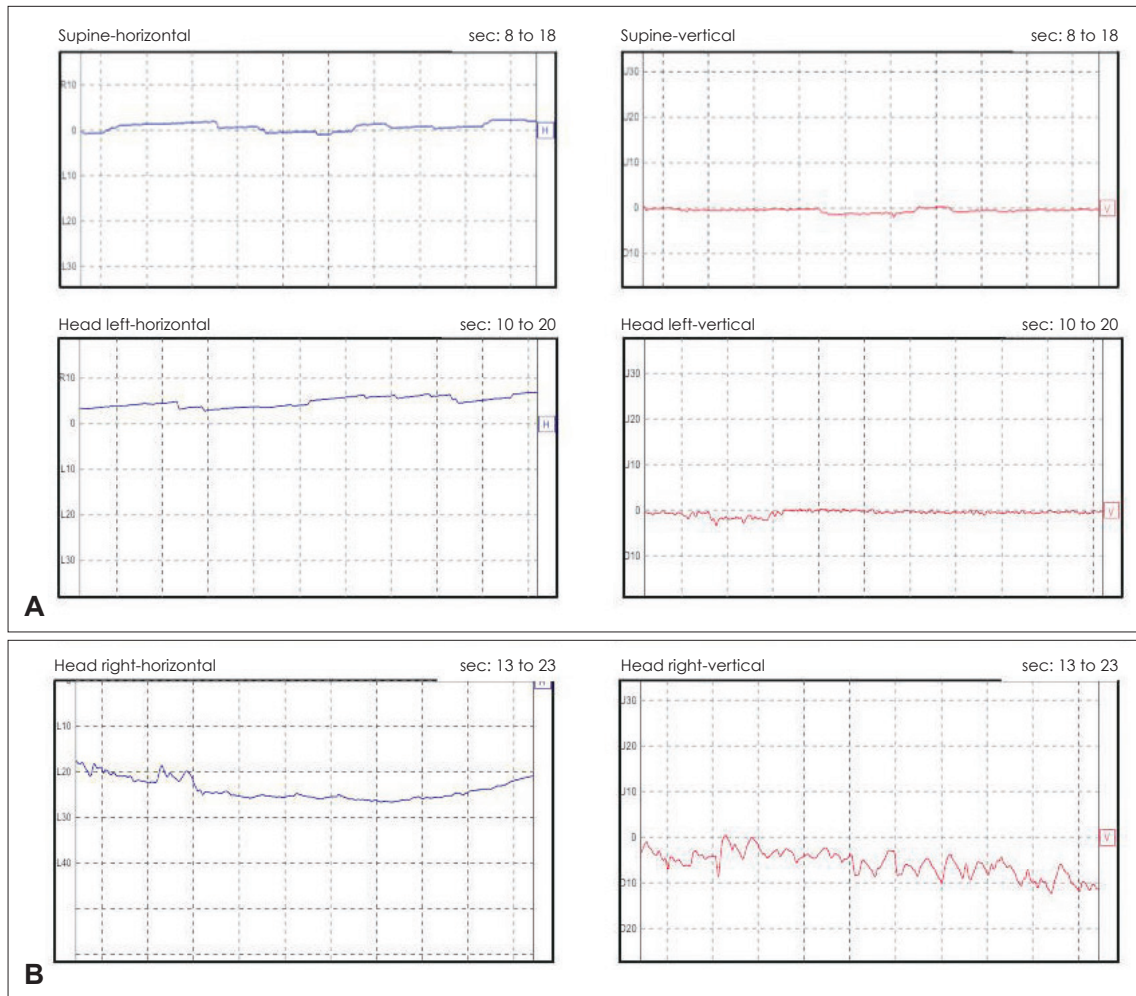 Supine-horizontal sec: 8 to 18
R10
0
L10
L20
L30
H
Supine-vertical sec: 8 to 18
U30
U20
U10
0
D10
V
Head left-horizontal sec: 10 to 20
R10
0
L10
L20
L30
H
Head left-vertical sec: 10 to 20
U30
U20
U10
0
D10
V
A
Head right-horizontal sec: 13 to 23
L10
L20
L30
L40
H
Head right-vertical sec: 13 to 23
U30
U20
U10
0
D10
D20
V
B